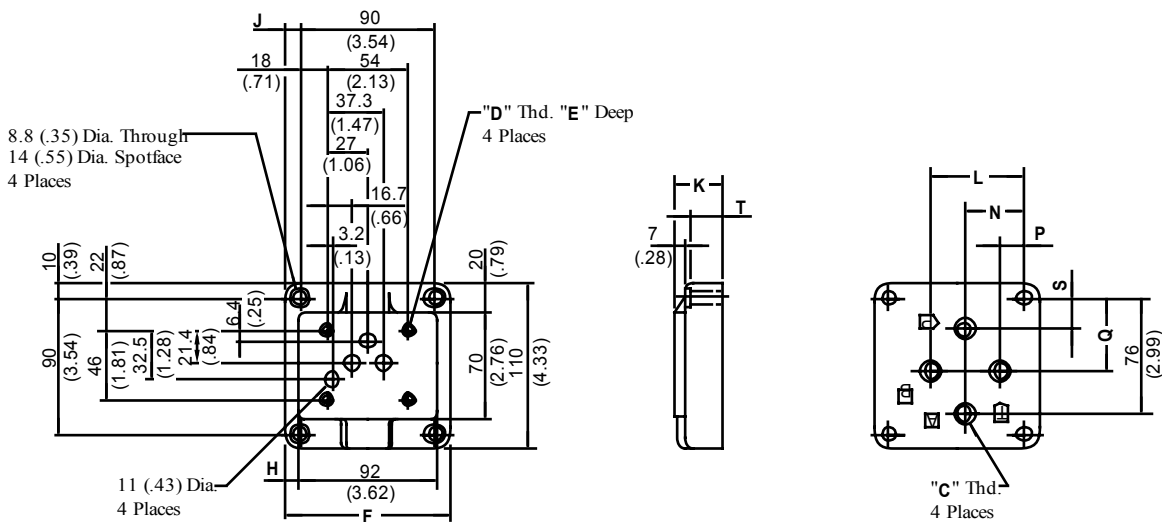 J
90
(3.54)
18
(.71)
54
(2.13)
37.3
(1.47)
27
(1.06)
"D" Thd. "E" Deep
4 Places
8.8 (.35) Dia. Through
14 (.55) Dia. Spotface
4 Places
16.7
(.66)
3.2
(.13)
10
(.39)
22
(.87)
20
(.79)
6.4
(.25)
90
(3.54)
46
(1.81)
32.5
(1.28)
21.4
(.84)
70
(2.76)
110
(4.33)
H
92
(3.62)
F
11 (.43) Dia.
4 Places
K
T
7
(.28)
L
N
P
S
Q
76
(2.99)
P
A
T
"C" Thd.
4 Places